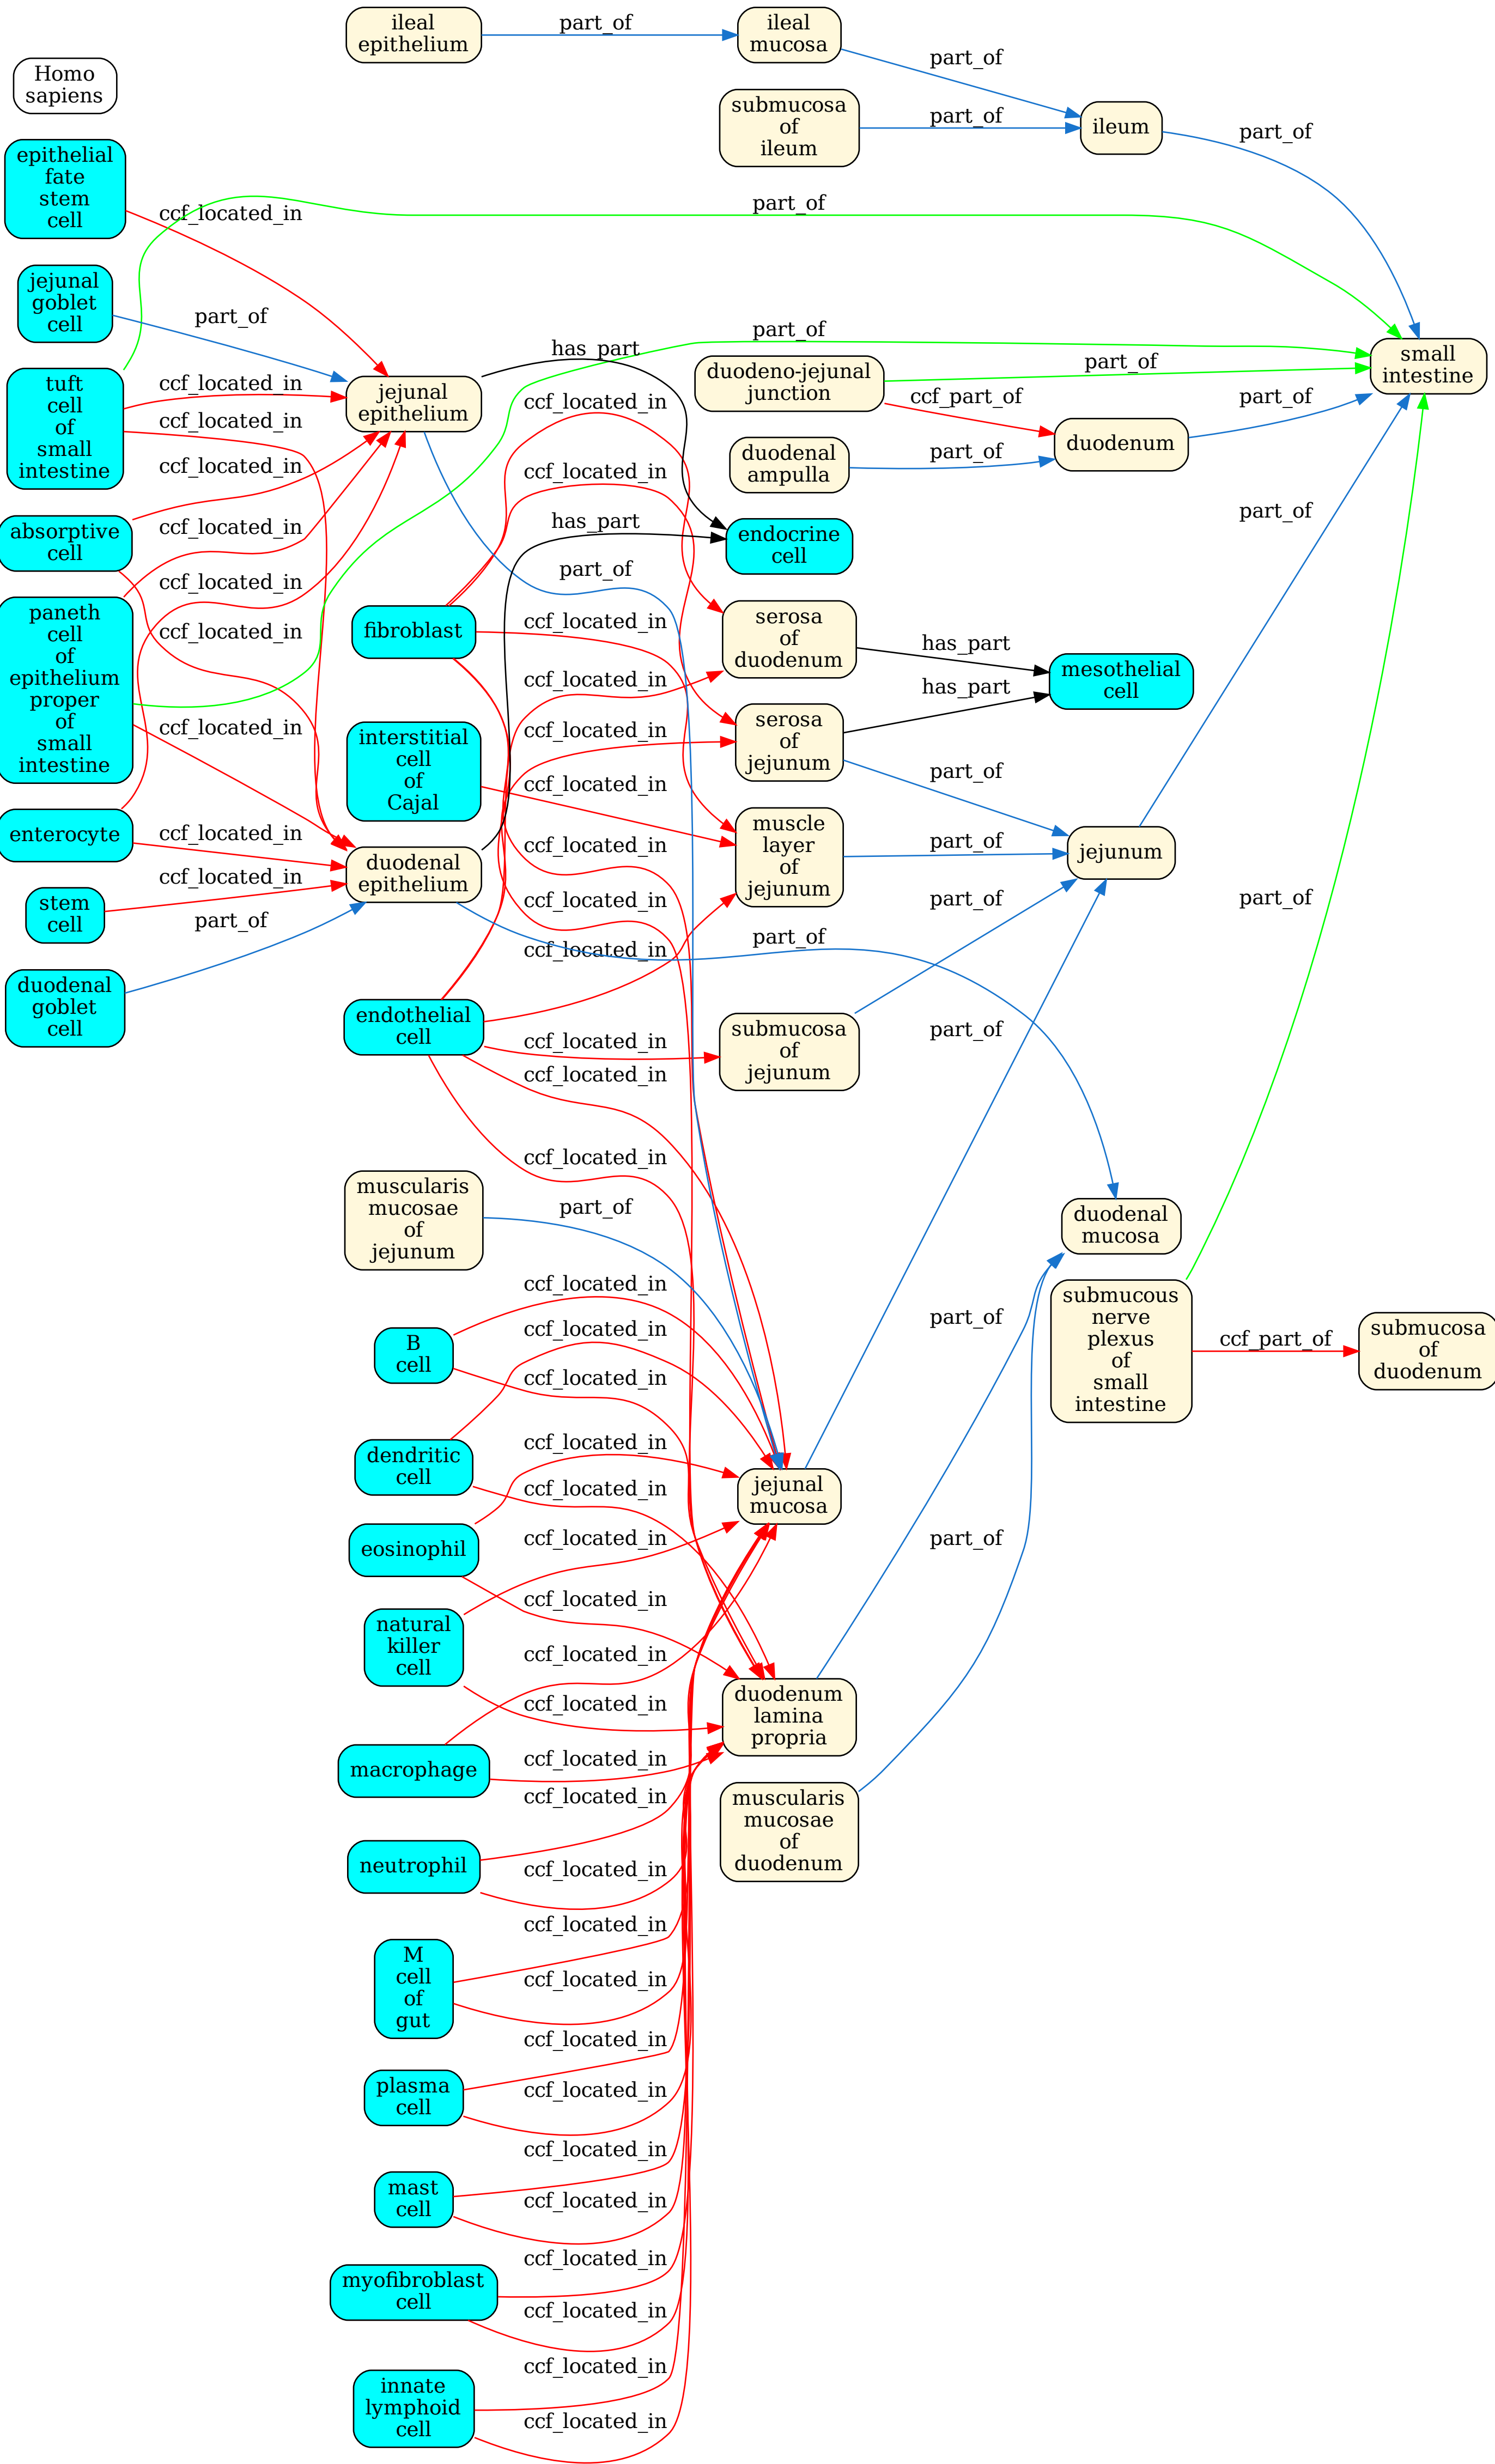 ileal
epithelium
part_of
ileal
mucosa
part_of
Homo
sapiens
submucosa
of
ileum
part_of
ileum
part_of
epithelial
fate
stem
cell
ccf_located_in
part_of
jejunal
goblet
cell
part_of
has_part
part_of
small
intestine
tuft
cell
of
small
intestine
ccf_located_in
ccf_located_in
jejunal
epithelium
ccf_located_in
duodeno-jejunal
junction
part_of
ccf_part_of
duodenum
part_of
duodenal
ampulla
part_of
ccf_located_in
ccf_located_in
absorptive
cell
ccf_located_in
has_part
endocrine
cell
part_of
part_of
paneth
cell
of
epithelium
proper
of
small
intestine
ccf_located_in
ccf_located_in
ccf_located_in
fibroblast
ccf_located_in
ccf_located_in
serosa
of
duodenum
has_part
has_part
mesothelial
cell
interstitial
cell
of
Cajal
ccf_located_in
ccf_located_in
serosa
of
jejunum
part_of
enterocyte
ccf_located_in
ccf_located_in
muscle
layer
of
jejunum
part_of
jejunum
stem
cell
ccf_located_in
part_of
duodenal
epithelium
ccf_located_in
ccf_located_in
part_of
part_of
part_of
duodenal
goblet
cell
endothelial
cell
ccf_located_in
ccf_located_in
ccf_located_in
submucosa
of
jejunum
part_of
muscularis
mucosae
of
jejunum
part_of
duodenal
mucosa
B
cell
ccf_located_in
ccf_located_in
ccf_located_in
part_of
submucous
nerve
plexus
of
small
intestine
ccf_part_of
submucosa
of
duodenum
dendritic
cell
ccf_located_in
ccf_located_in
jejunal
mucosa
eosinophil
ccf_located_in
ccf_located_in
part_of
natural
killer
cell
ccf_located_in
ccf_located_in
duodenum
lamina
propria
macrophage
ccf_located_in
ccf_located_in
muscularis
mucosae
of
duodenum
neutrophil
ccf_located_in
ccf_located_in
M
cell
of
gut
ccf_located_in
ccf_located_in
plasma
cell
ccf_located_in
ccf_located_in
mast
cell
ccf_located_in
ccf_located_in
myofibroblast
cell
ccf_located_in
ccf_located_in
innate
lymphoid
cell
ccf_located_in